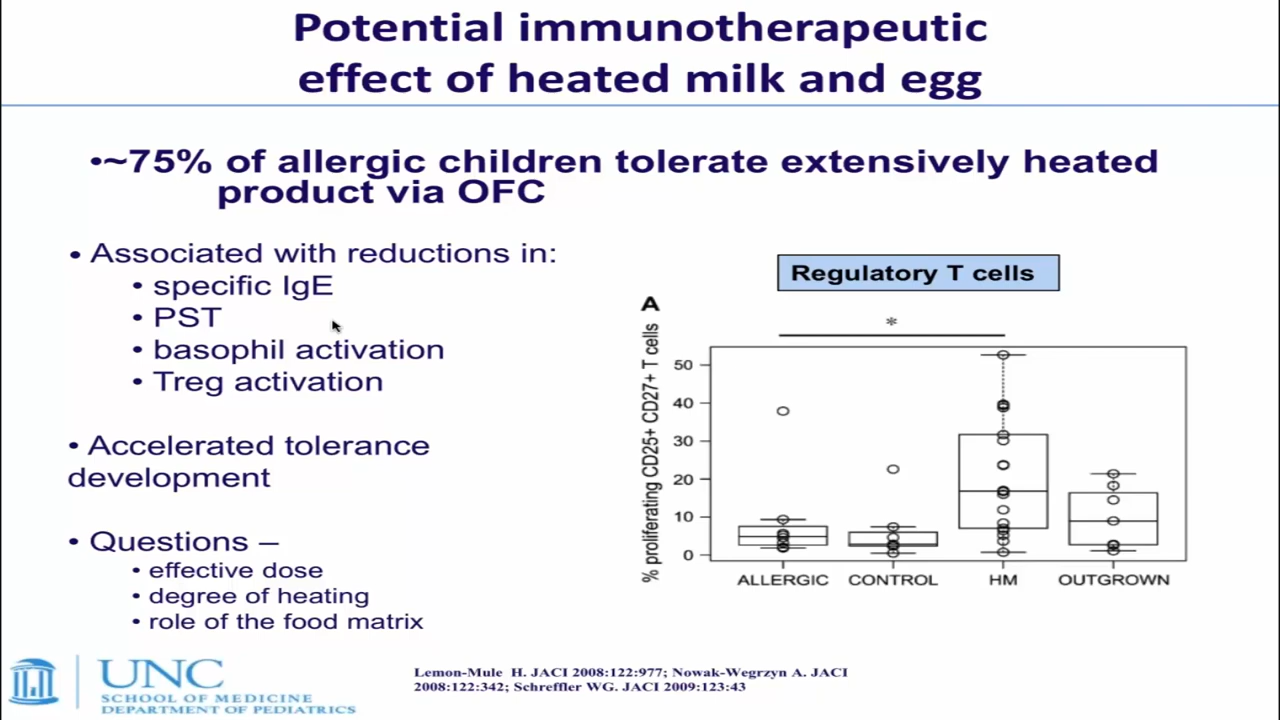 Potential immunotherapeutic
effect of heated milk and egg
•~75% of allergic children tolerate extensively heated
product via OFC
• Associated with reductions in:
• specific IgE
• PST
• basophil activation
• Treg activation
• Accelerated tolerance
development
• Questions –
• effective dose
• degree of heating
• role of the food matrix
Regulatory T cells
A
*
% proliferating CD25+ CD27+ T cells
50
40
30
20
10
0
ALLERGIC CONTROL HM OUTGROWN
UNC
SCHOOL OF MEDICINE
DEPARTMENT OF PEDIATRICS
Lemon-Mule H. JACI 2008:122:977; Nowak-Wegrzyn A. JACI
2008:122:342; Schreffler WG. JACI 2009:123:43